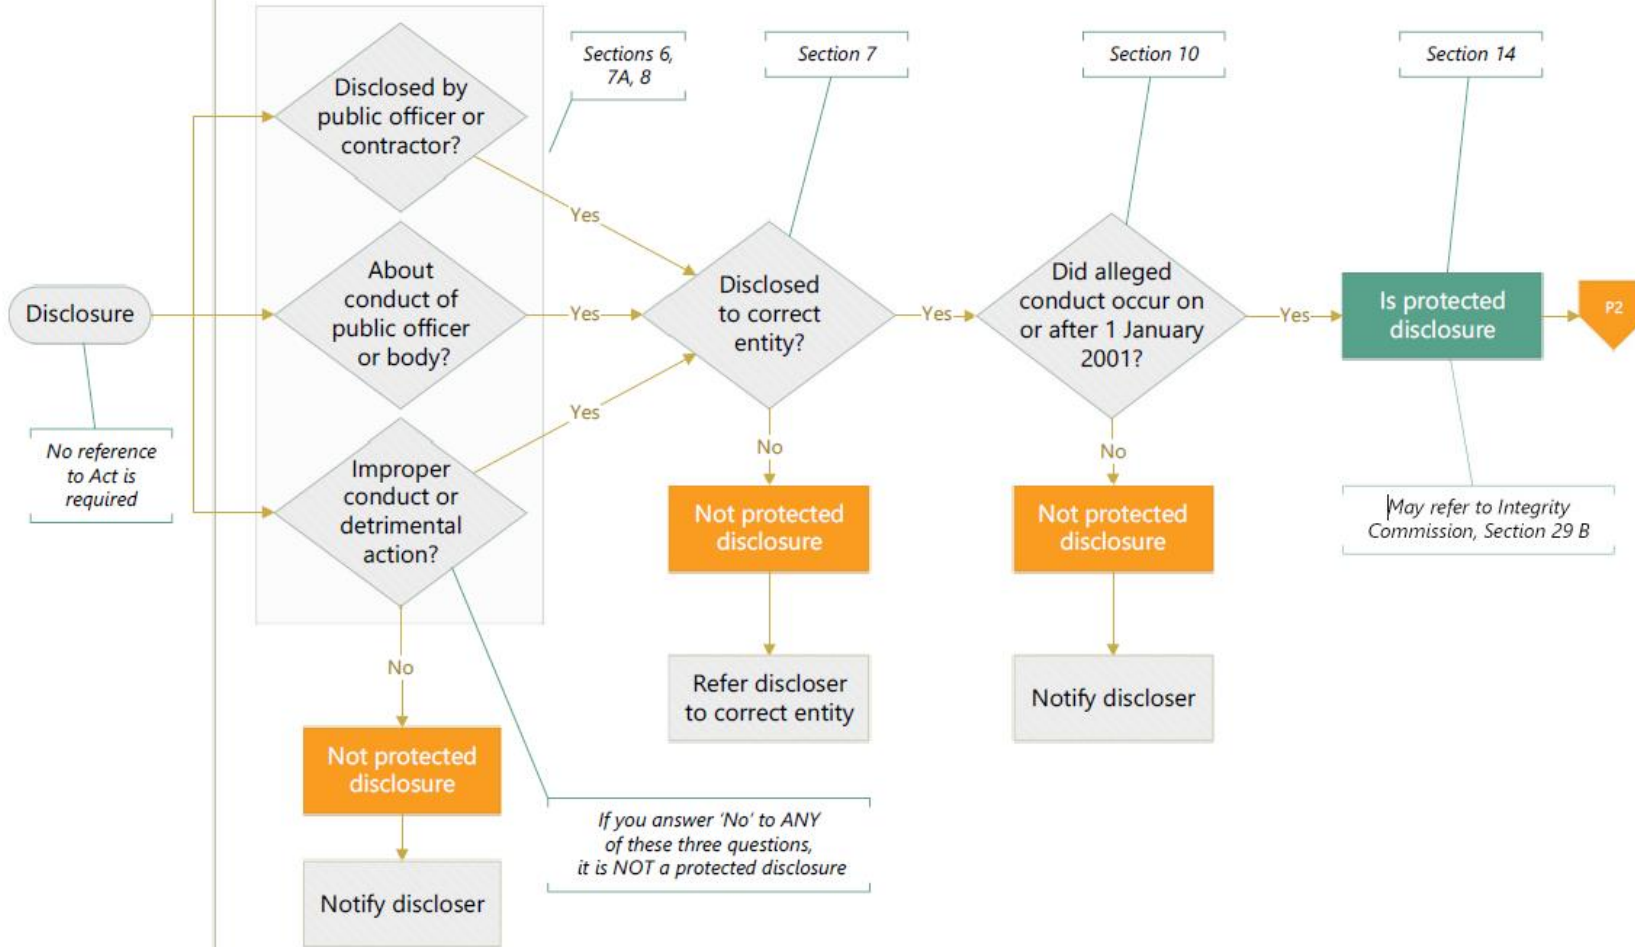 Disclosed by
public officer or
contractor?
Sections 6,
7A, 8
Section 7
Section 10
Section 14
Yes
About
conduct of
public officer
or body?
Disclosure
Yes
Disclosed
to correct
entity?
Yes
Did alleged
conduct occur on
or after 1 January
2001?
Yes
Is protected
disclosure
P2
Yes
No reference
to Act is
required
Improper
conduct or
detrimental
action?
No
No
Not protected
disclosure
Not protected
disclosure
May refer to Integrity
Commission, Section 29 B
No
Refer discloser
to correct entity
Notify discloser
Not protected
disclosure
If you answer ‘No’ to ANY
of these three questions,
it is NOT a protected disclosure
Notify discloser